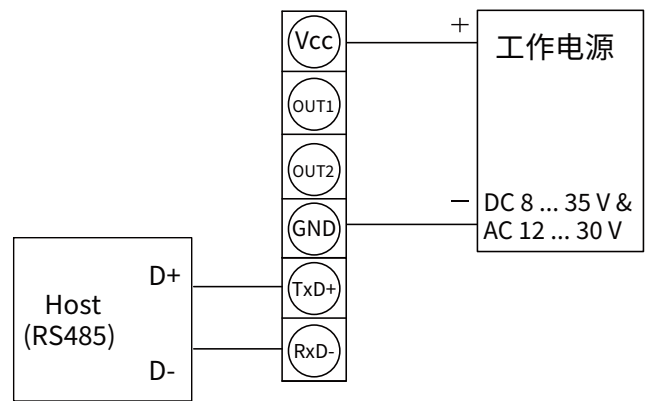 Vcc
+
工作电源
OUT1
OUT2
GND
−
DC 8 ... 35 V &
AC 12 ... 30 V
Host
(RS485)
D+
D-
TxD+
RxD-